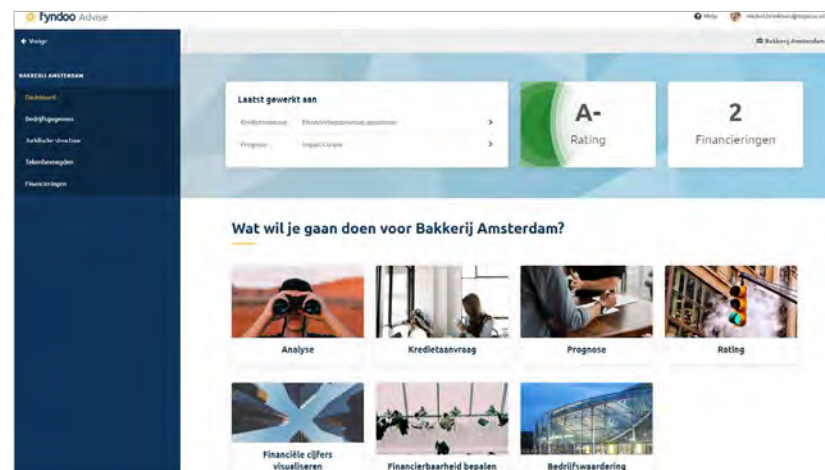 fyndoo Advise
Help
Vorige
Bakkerij Amsterdam
BAKKERIJ AMSTERDAM
Dashboard
Bedrijfsgegevens
Juridische structuur
Tekenbevoegden
Financieringen
Laatst gewerkt aan
Kredietaanvraag
Prognose
A-
Rating
2
Financieringen
Wat wil je gaan doen voor Bakkerij Amsterdam?
Analyse
Kredietaanvraag
Prognose
Rating
Financiële cijfers
visualiseren
Financierbaarheid bepalen
Bedrijfswaardering